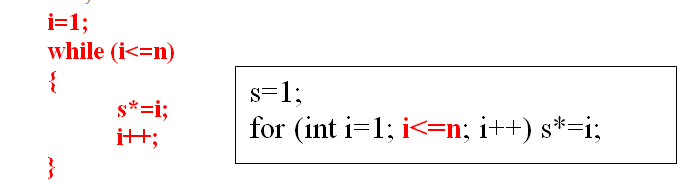 i=1;
while (i<=n)
{
s*=i;
i++;
}
s=1;
for (int i=1; i<=n; i++) s*=i;